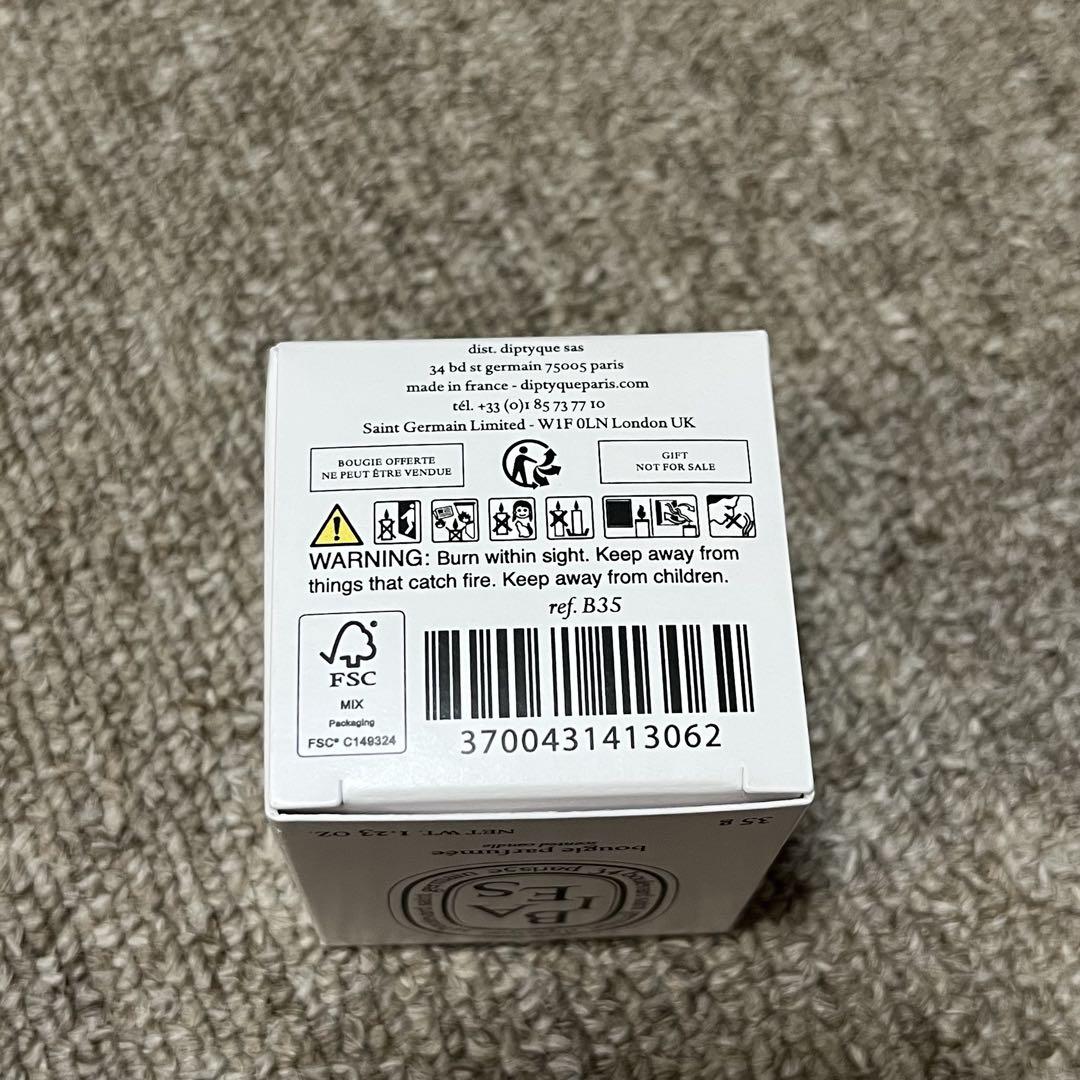 dist. diptyque sas
34 bd st germain 75005 paris
made in france - diptyqueparis.com
tél. +33 (0)1 85 73 77 10
Saint Germain Limited - W1F 0LN London UK
BOUGIE OFFERTE
NE PEUT ÊTRE VENDUE
GIFT
NOT FOR SALE
WARNING: Burn within sight. Keep away from
things that catch fire. Keep away from children.
ref. B35
FSC
MIX
Packaging
FSC® C149324
3700431413062
35 g
NET WT. 1.23 OZ.
bougie parfumée
scented candle
BA
IES